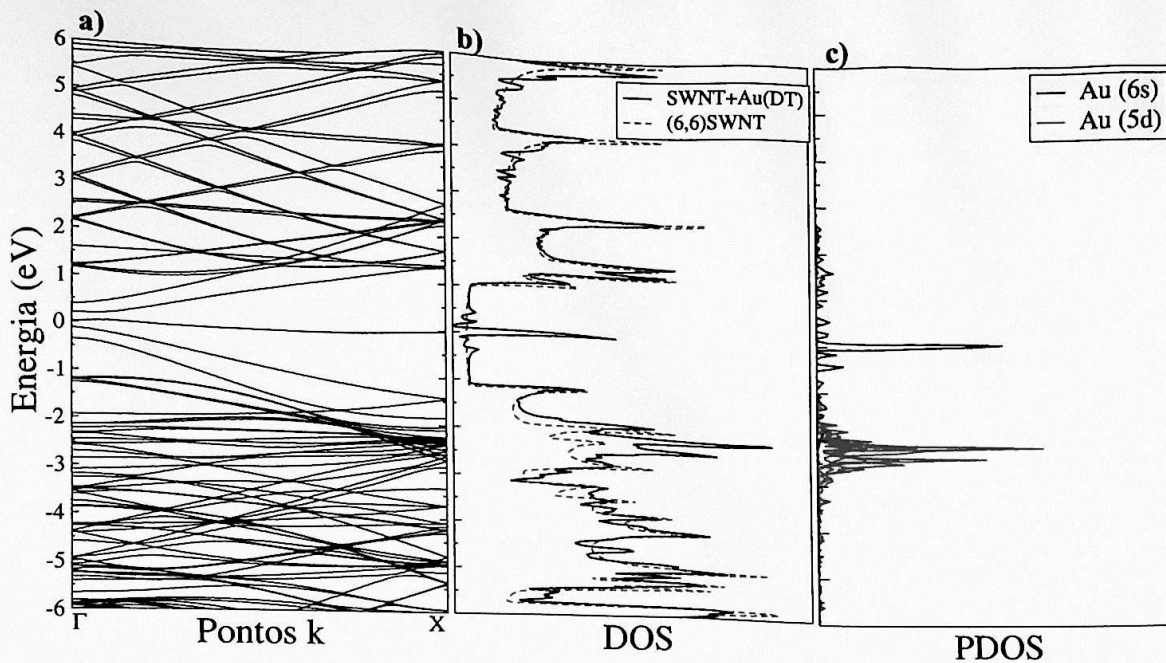 a)
b)
c)
6
5
4
3
2
1
0
-1
-2
-3
-4
-5
-6
Energia (eV)
Γ
Pontos k
X
SWNT+Au(DT)
(6,6)SWNT
DOS
Au (6s)
Au (5d)
PDOS